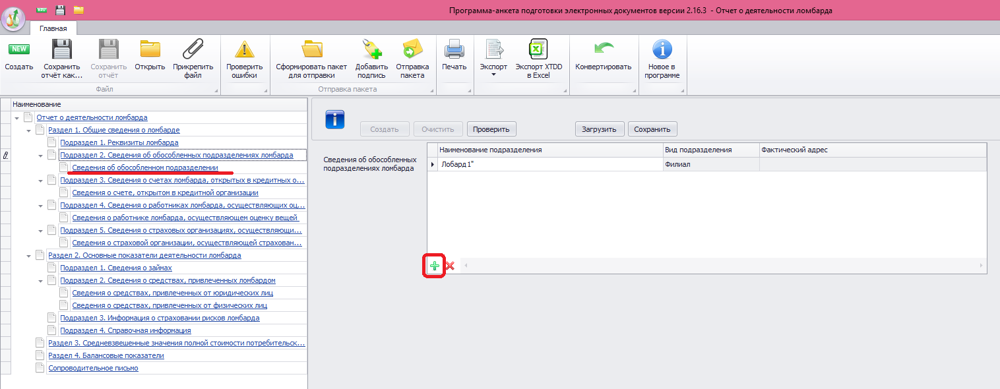 NEW
Программа-анкета подготовки электронных документов версии 2.16.3 - Отчет о деятельности ломбарда
Главная
NEW
Создать
Сохранить
отчёт как...
Сохранить
отчёт
Открыть
Прикрепить
файл
Файл
Проверить
ошибки
Сформировать пакет
для отправки
Добавить
подпись
Отправка
пакета
Отправка пакета
Печать
Экспорт
Экспорт XTDD
в Excel
Конвертировать
Новое в
программе
Наименование
Отчет о деятельности ломбарда
Раздел 1. Общие сведения о ломбарде
Подраздел 1. Реквизиты ломбарда
Подраздел 2. Сведения об обособленных подразделениях ломбарда
Сведения об обособленном подразделении
Подраздел 3. Сведения о счетах ломбарда, открытых в кредитных о...
Сведения о счете, открытом в кредитной организации
Подраздел 4. Сведения о работниках ломбарда, осуществляющих оц...
Сведения о работнике ломбарда, осуществляющем оценку вещей
Подраздел 5. Сведения о страховых организациях, осуществляющи...
Сведения о страховой организации, осуществляющей страхован...
Раздел 2. Основные показатели деятельности ломбарда
Подраздел 1. Сведения о займах
Подраздел 2. Сведения о средствах, привлеченных ломбардом
Сведения о средствах, привлеченных от юридических лиц
Сведения о средствах, привлеченных от физических лиц
Подраздел 3. Информация о страховании рисков ломбарда
Подраздел 4. Справочная информация
Раздел 3. Средневзвешенные значения полной стоимости потребительск...
Раздел 4. Балансовые показатели
Сопроводительное письмо
Создать
Очистить
Проверить
Загрузить
Сохранить
Сведения об обособленных
подразделениях ломбарда
Наименование подразделения
Вид подразделения
Фактический адрес
Лобард1"
Филиал